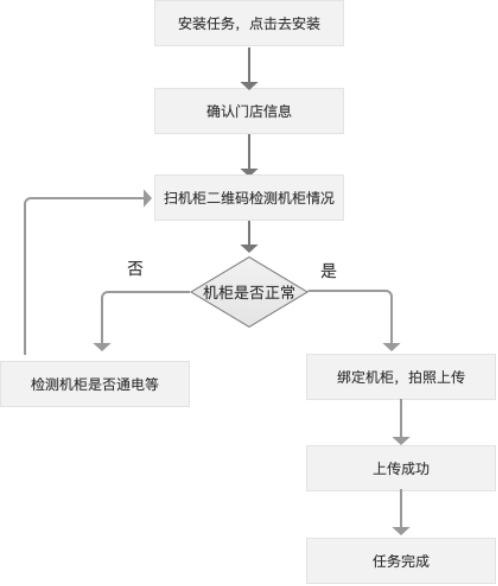 安装任务，点击去安装
确认门店信息
扫机柜二维码检测机柜情况
否
是
机柜是否正常
检测机柜是否通电等
绑定机柜，拍照上传
上传成功
任务完成